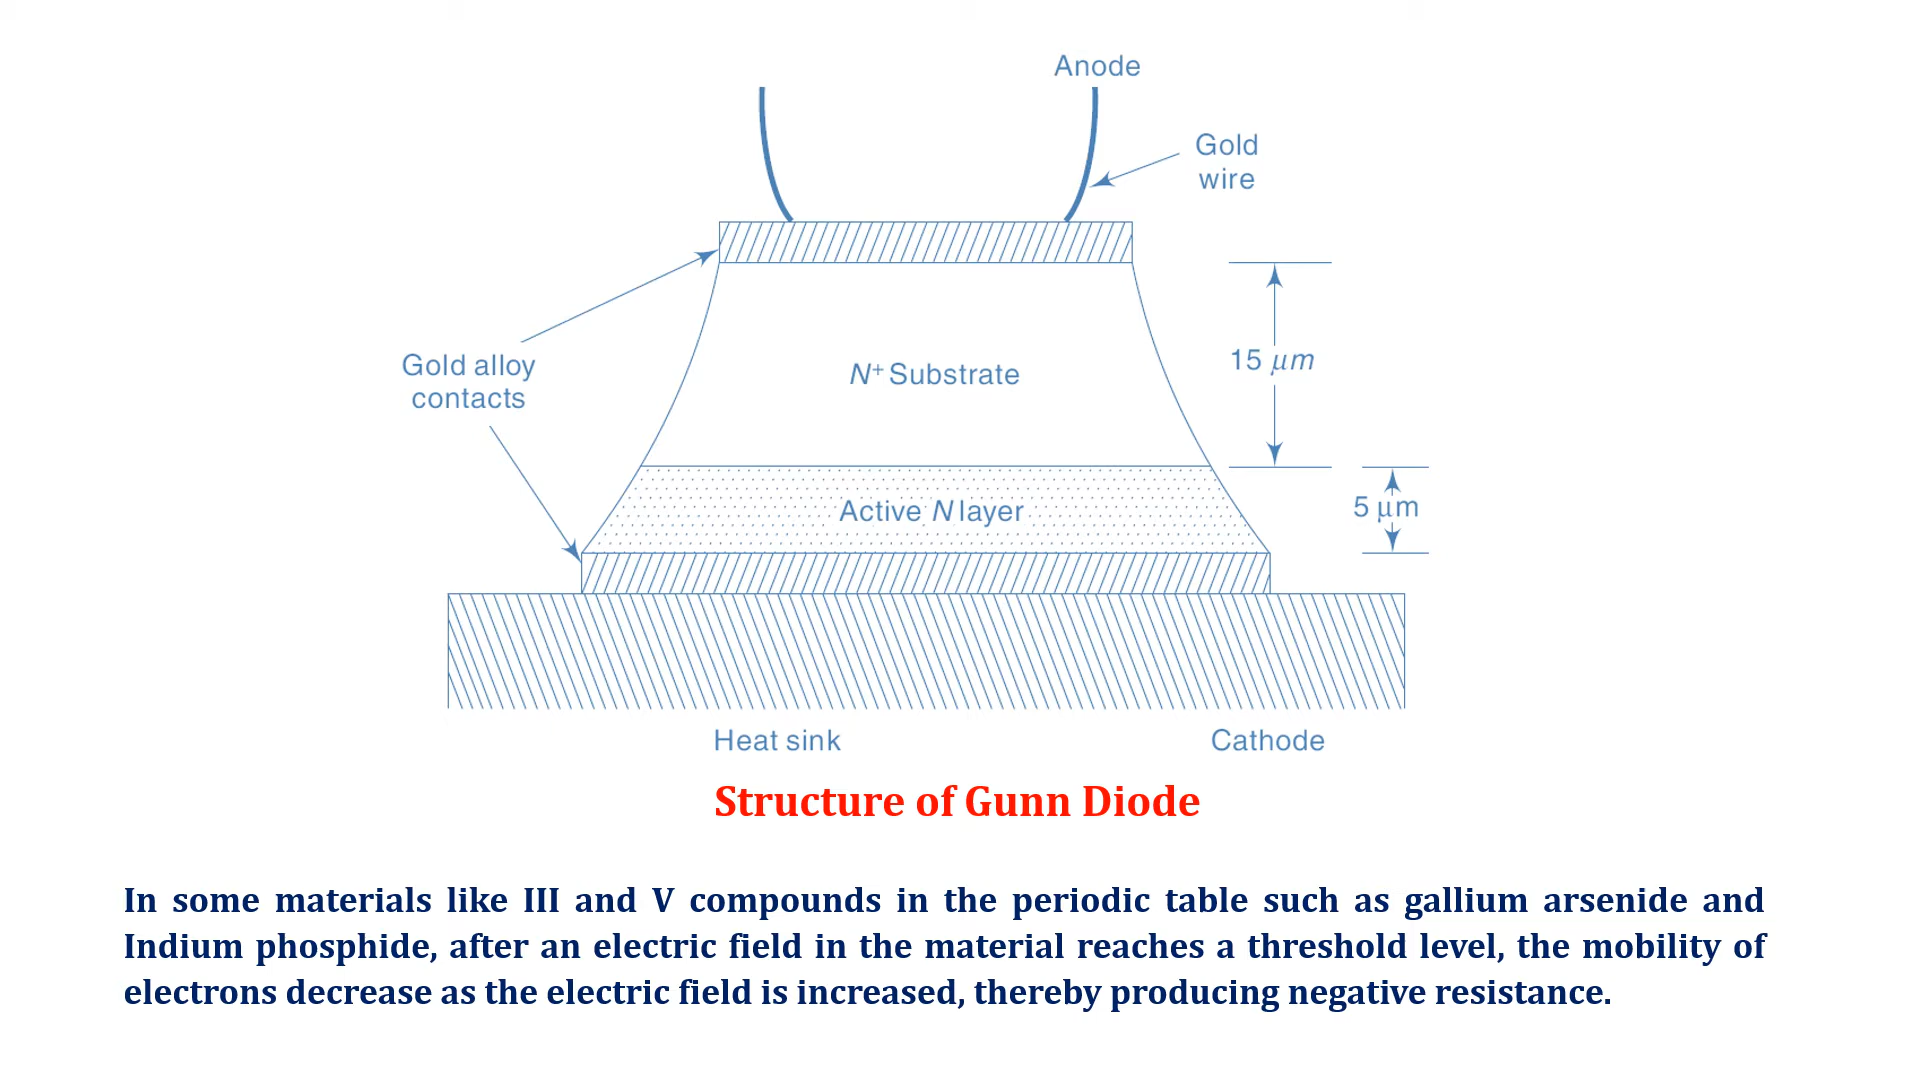 Anode
Gold
wire
Gold alloy
contacts
N+ Substrate
15 μm
Active N layer
5 μm
Heat sink
Cathode
Structure of Gunn Diode
In some materials like III and V compounds in the periodic table such as gallium arsenide and
Indium phosphide, after an electric field in the material reaches a threshold level, the mobility of
electrons decrease as the electric field is increased, thereby producing negative resistance.